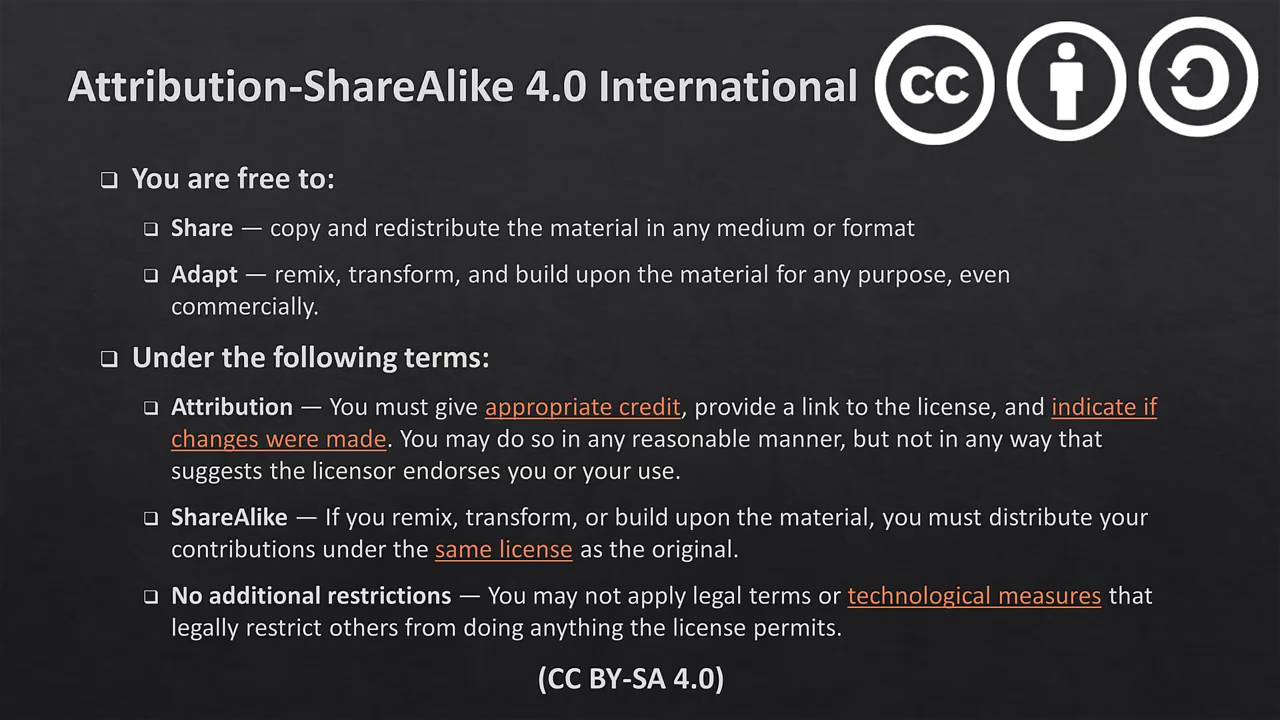 Attribution-ShareAlike 4.0 International
cc
You are free to:
Share — copy and redistribute the material in any medium or format
Adapt — remix, transform, and build upon the material for any purpose, even
commercially.
Under the following terms:
Attribution — You must give appropriate credit, provide a link to the license, and indicate if
changes were made. You may do so in any reasonable manner, but not in any way that
suggests the licensor endorses you or your use.
ShareAlike — If you remix, transform, or build upon the material, you must distribute your
contributions under the same license as the original.
No additional restrictions — You may not apply legal terms or technological measures that
legally restrict others from doing anything the license permits.
(CC BY-SA 4.0)